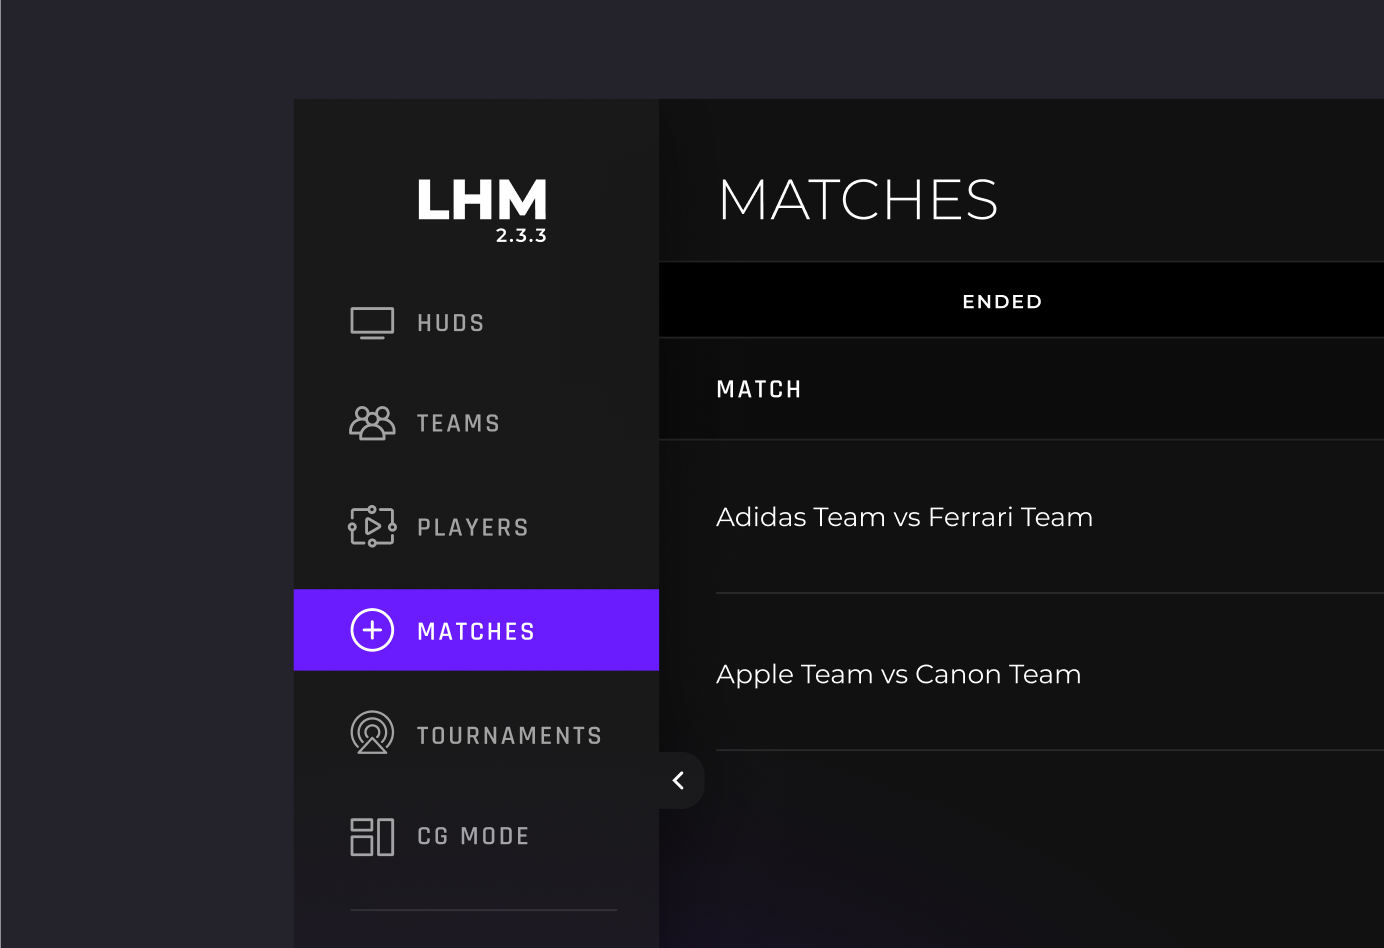 LHM
2.3.3
HUDS
TEAMS
PLAYERS
MATCHES
TOURNAMENTS
CG MODE
MATCHES
ENDED
MATCH
Adidas Team vs Ferrari Team
Apple Team vs Canon Team